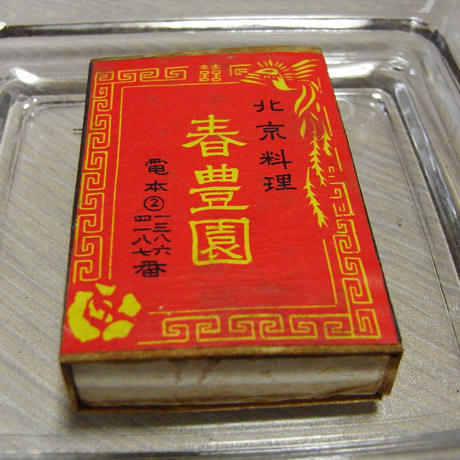 囍
北京料理
春豊園
電本②一三八六
四一八七番